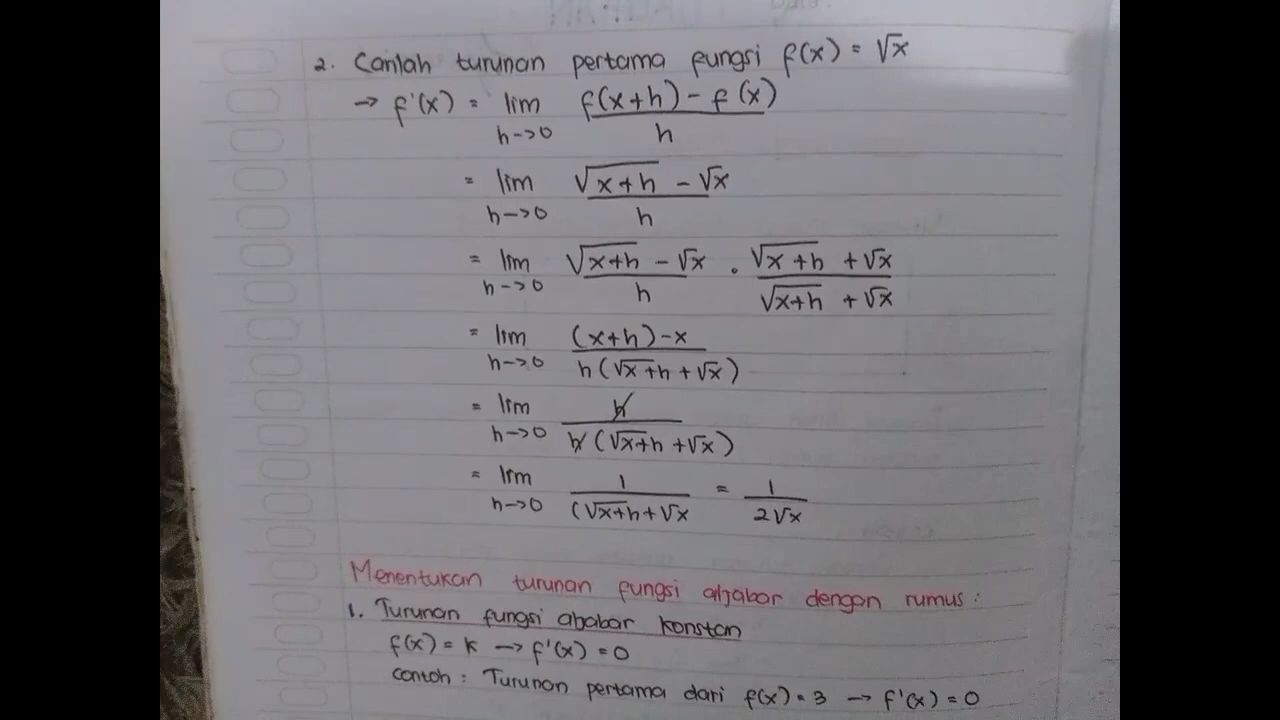 2. Carilah turunan pertama fungsi f(x) = √x
→ f'(x) = lim h→0 f(x+h) - f(x) / h
= lim h→0 √(x+h) - √x / h
= lim h→0 √(x+h) - √x / h . √(x+h) + √x / √(x+h) + √x
= lim h→0 (x+h) - x / h(√x+h + √x)
= lim h→0 h / h(√x+h + √x)
= lim h→0 1 / (√x+h + √x = 1 / 2√x
Menentukan turunan fungsi aljabar dengan rumus :
1. Turunan fungsi ababar konstan
f(x) = k → f'(x) = 0
contoh : Turunan pertama dari f(x) = 3 → f'(x) = 0